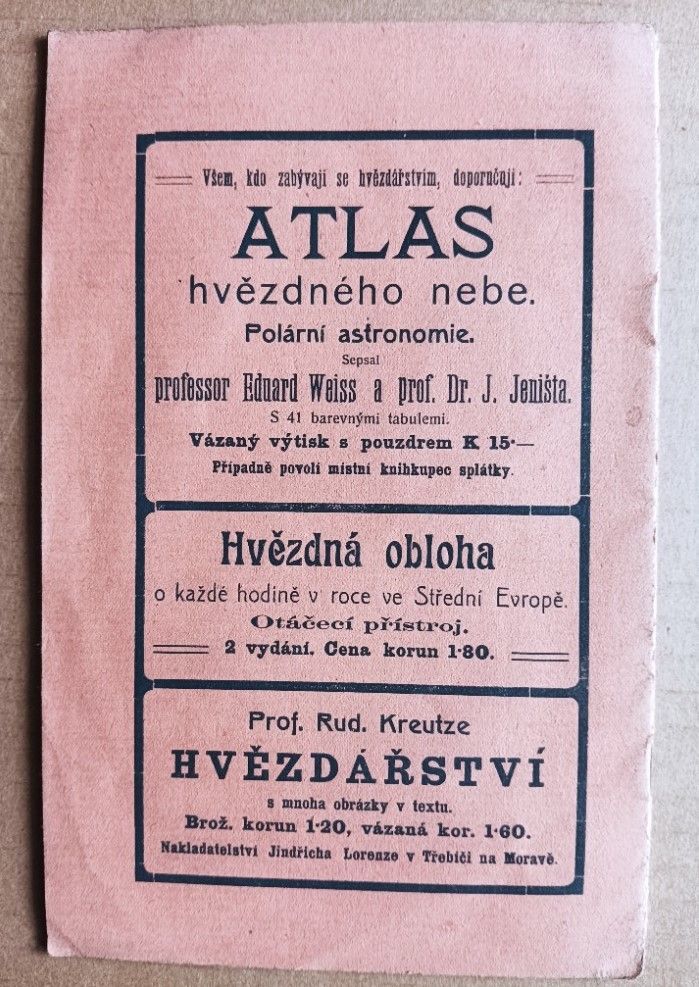 Všem, kdo zabývají se hvězdářstvím, doporučuji:
ATLAS
hvězdného nebe.
Polární astronomie.
Sepsal
professor Eduard Weiss a prof. Dr. J. Jeništa.
S 41 barevnými tabulemi.
Vázaný výtisk s pouzdrem K 15·—
Případně povolí místní knihkupec splátky.
Hvězdná obloha
o každé hodině v roce ve Střední Evropě.
Otáčecí přístroj.
2 vydání. Cena korun 1·80.
Prof. Rud. Kreutze
HVĚZDÁŘSTVÍ
s mnoha obrázky v textu.
Brož. korun 1·20, vázaná kor. 1·60.
Nakladatelství Jindřicha Lorenze v Třebíči na Moravě.